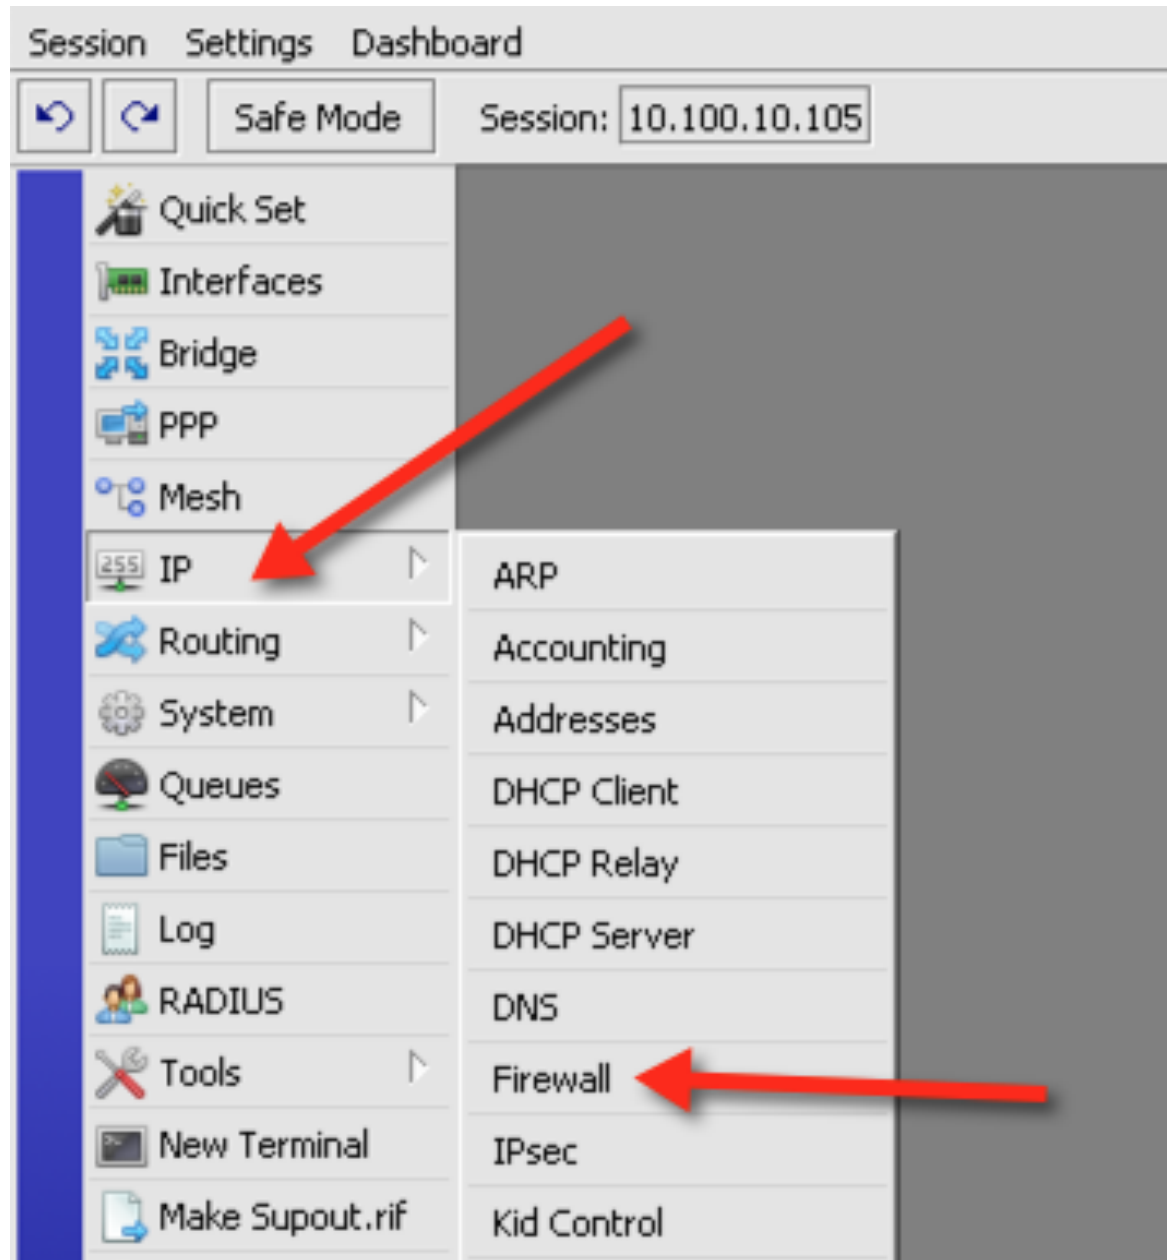 Session Settings Dashboard
Safe Mode Session: 10.100.10.105
Quick Set
Interfaces
Bridge
PPP
Mesh
255 IP
Routing
System
Queues
Files
Log
RADIUS
Tools
New Terminal
Make Supout.rif
ARP
Accounting
Addresses
DHCP Client
DHCP Relay
DHCP Server
DNS
Firewall
IPsec
Kid Control